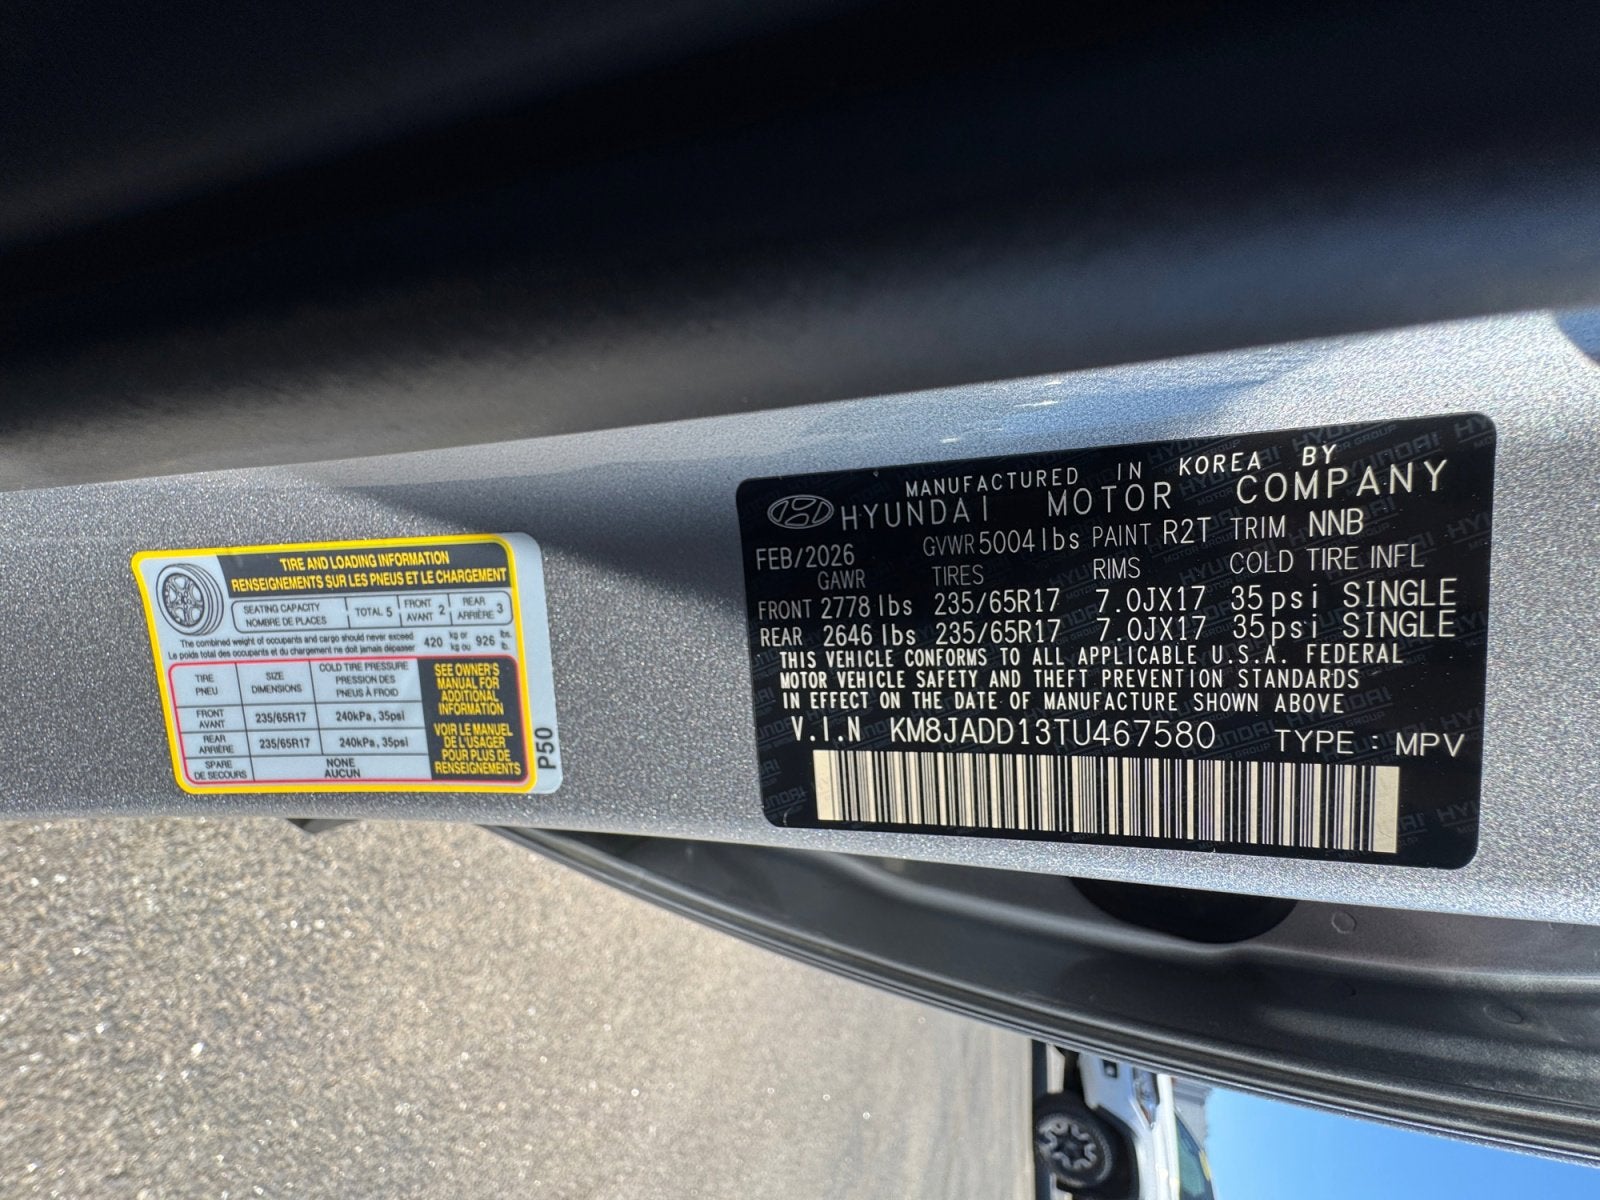 TIRE AND LOADING INFORMATION
RENSEIGNEMENTS SUR LES PNEUS ET LE CHARGEMENT
SEATING CAPACITY
NOMBRE DE PLACES
TOTAL 5
FRONT
AVANT 2
REAR
ARRIÈRE 3
The combined weight of occupants and cargo should never exceed 420 kg or 926 lbs.
Le poids total des occupants et du chargement ne doit jamais dépasser kg ou lb.
TIRE
PNEU
SIZE
DIMENSIONS
COLD TIRE PRESSURE
PRESSION DES
PNEUS À FROID
FRONT
AVANT
235/65R17
240kPa, 35psi
REAR
ARRIÈRE
235/65R17
240kPa, 35psi
SPARE
DE SECOURS
NONE
AUCUN
SEE OWNER'S
MANUAL FOR
ADDITIONAL
INFORMATION
VOIR LE MANUEL
DE L'USAGER
POUR PLUS DE
RENSEIGNEMENTS
P50
MANUFACTURED IN KOREA BY
HYUNDAI MOTOR COMPANY
FEB/2026 GVWR 5004 lbs PAINT R2T TRIM NNB
GAWR TIRES RIMS COLD TIRE INFL
FRONT 2778 lbs 235/65R17 7.0JX17 35 psi SINGLE
REAR 2646 lbs 235/65R17 7.0JX17 35 psi SINGLE
THIS VEHICLE CONFORMS TO ALL APPLICABLE U.S.A. FEDERAL
MOTOR VEHICLE SAFETY AND THEFT PREVENTION STANDARDS
IN EFFECT ON THE DATE OF MANUFACTURE SHOWN ABOVE
V.I.N KM8JADD13TU467580 TYPE : MPV